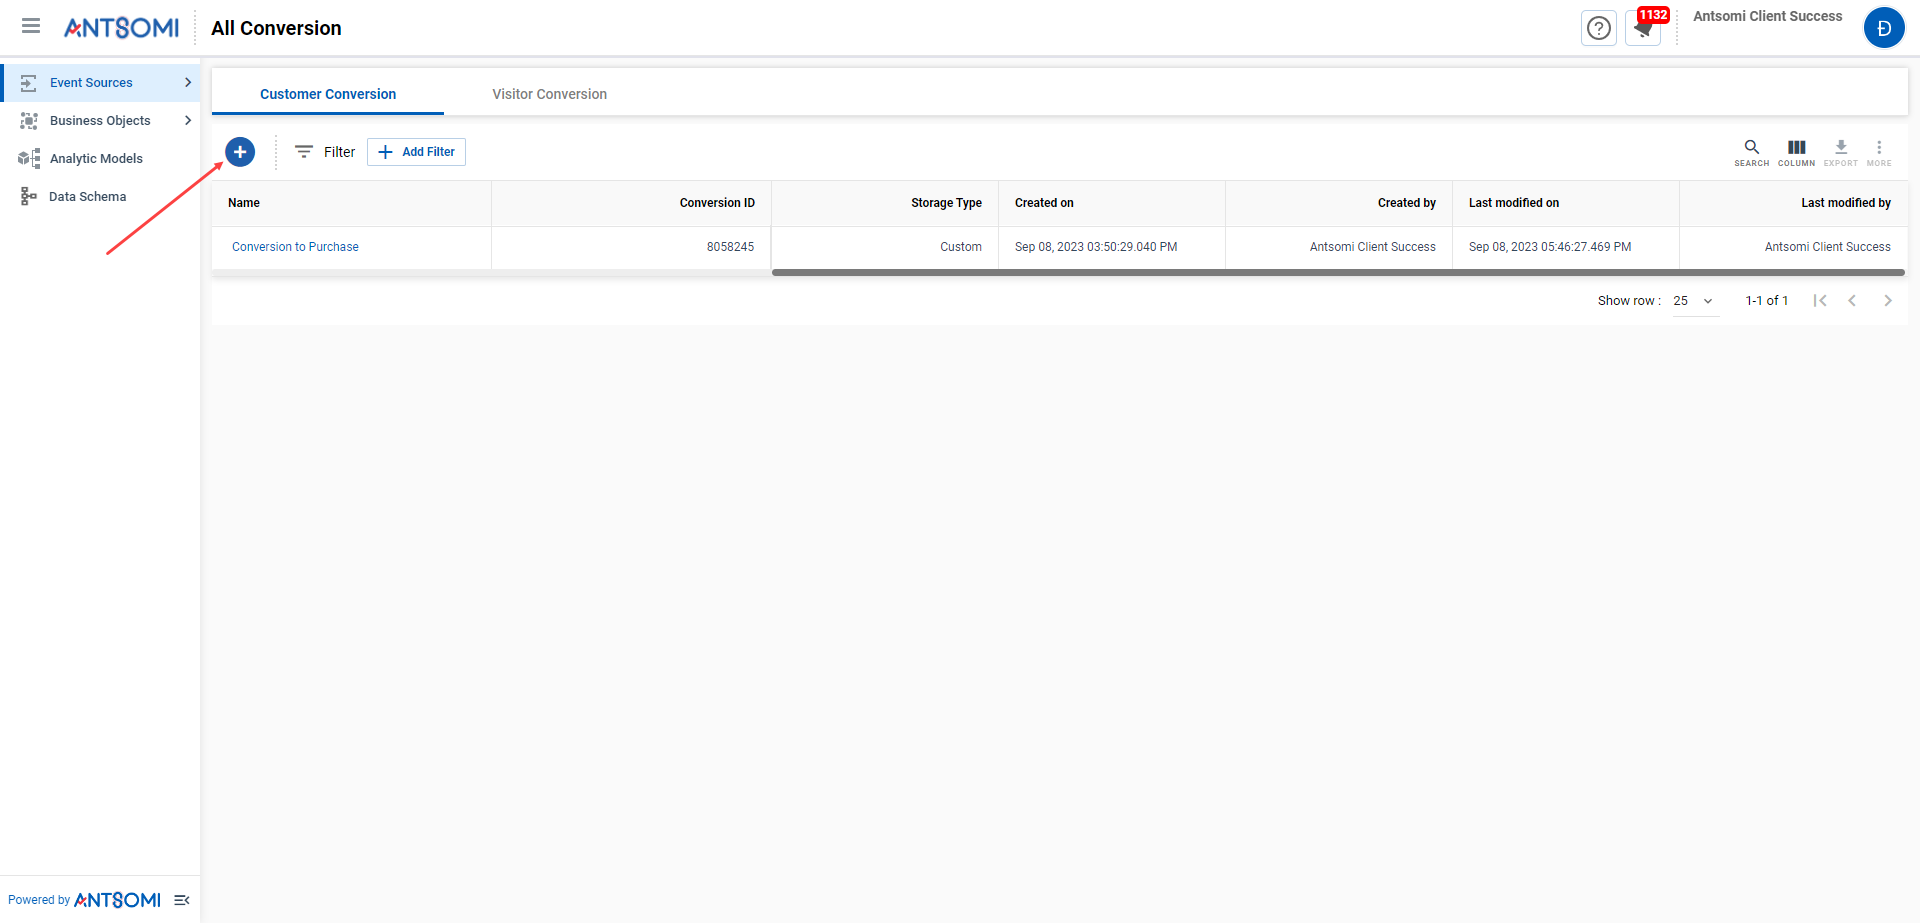 ANTSOMI
All Conversion
1132
Antsomi Client Success
Đ
Event Sources
Business Objects
Analytic Models
Data Schema
Customer Conversion
Visitor Conversion
Filter
Add Filter
SEARCH
COLUMN
EXPORT
MORE
Name
Conversion ID
Storage Type
Created on
Created by
Last modified on
Last modified by
Conversion to Purchase
8058245
Custom
Sep 08, 2023 03:50:29.040 PM
Antsomi Client Success
Sep 08, 2023 05:46:27.469 PM
Antsomi Client Success
Show row :
25
1-1 of 1
Powered by ANTSOMI